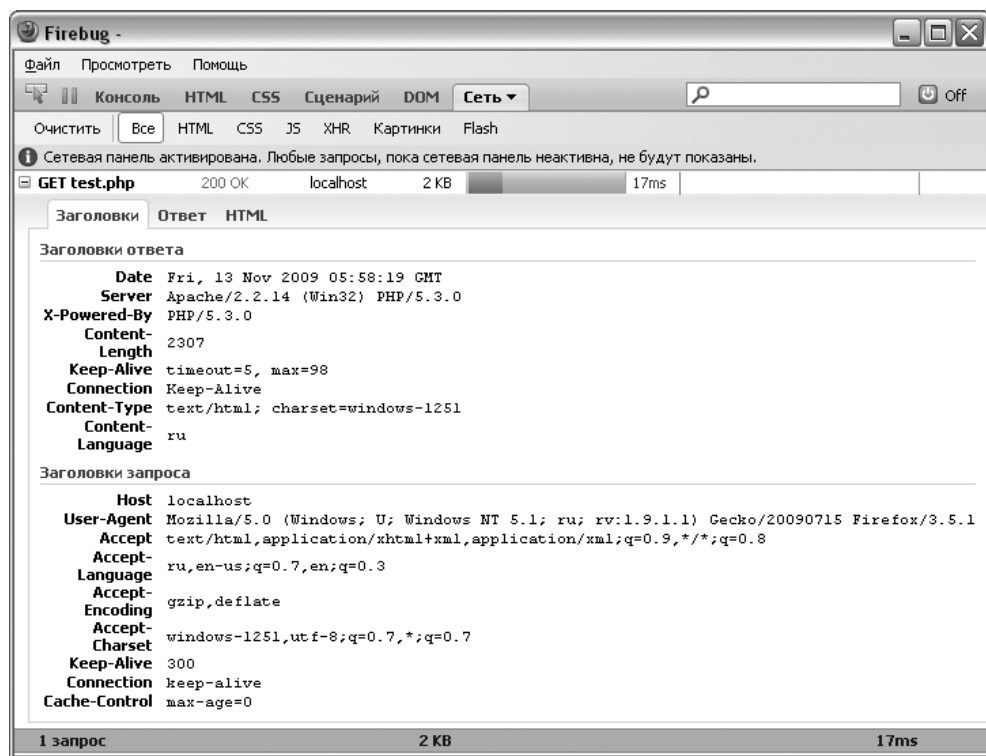 Firebug -
Файл Просмотреть Помощь
Консоль HTML CSS Сценарий DOM Сеть Off
Очистить Все HTML CSS JS XHR Картинки Flash
Сетевая панель активирована. Любые запросы, пока сетевая панель неактивна, не будут показаны.
GET test.php 200 OK localhost 2 KB 17ms
Заголовки Ответ HTML
Заголовки ответа
Date Fri, 13 Nov 2009 05:58:19 GMT
Server Apache/2.2.14 (Win32) PHP/5.3.0
X-Powered-By PHP/5.3.0
Content-
Length 2307
Keep-Alive timeout=5, max=98
Connection Keep-Alive
Content-Type text/html; charset=windows-1251
Content-
Language ru
Заголовки запроса
Host localhost
User-Agent Mozilla/5.0 (Windows; U; Windows NT 5.1; ru; rv:1.9.1.1) Gecko/20090715 Firefox/3.5.1
Accept text/html,application/xhtml+xml,application/xml;q=0.9,*/*;q=0.8
Accept-
Language ru,en-us;q=0.7,en;q=0.3
Accept-
Encoding gzip,deflate
Accept-
Charset windows-1251,utf-8;q=0.7,*;q=0.7
Keep-Alive 300
Connection keep-alive
Cache-Control max-age=0
1 запрос 2 KB 17ms